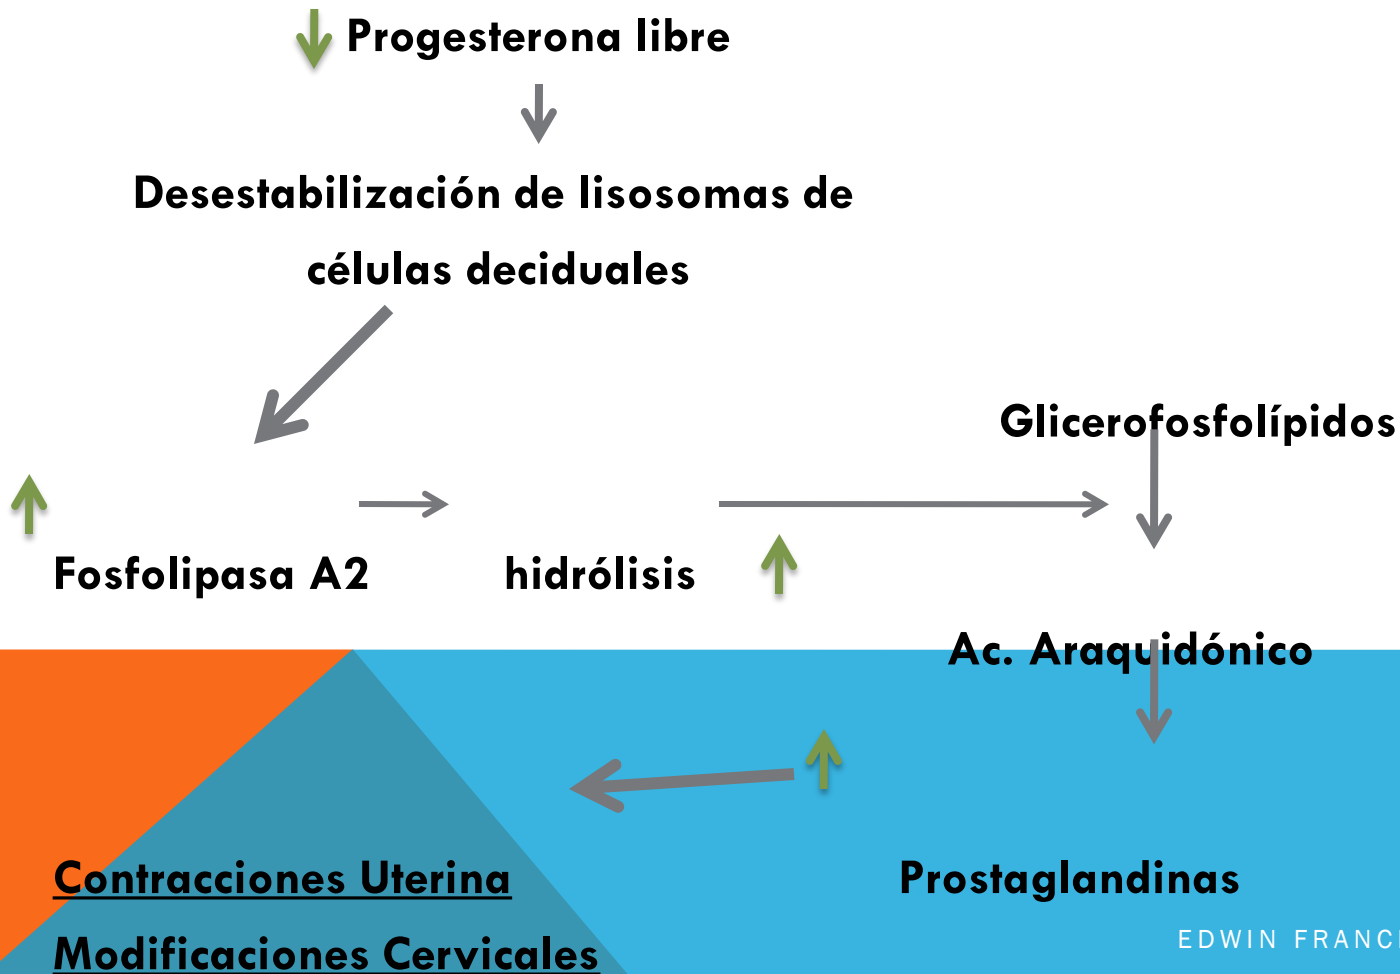 Progesterona libre
Desestabilización de lisosomas de
células deciduales
Glicerofosfolípidos
Fosfolipasa A2
hidrólisis
Ac. Araquidónico
Prostaglandinas
Contracciones Uterina
Modificaciones Cervicales
EDWIN